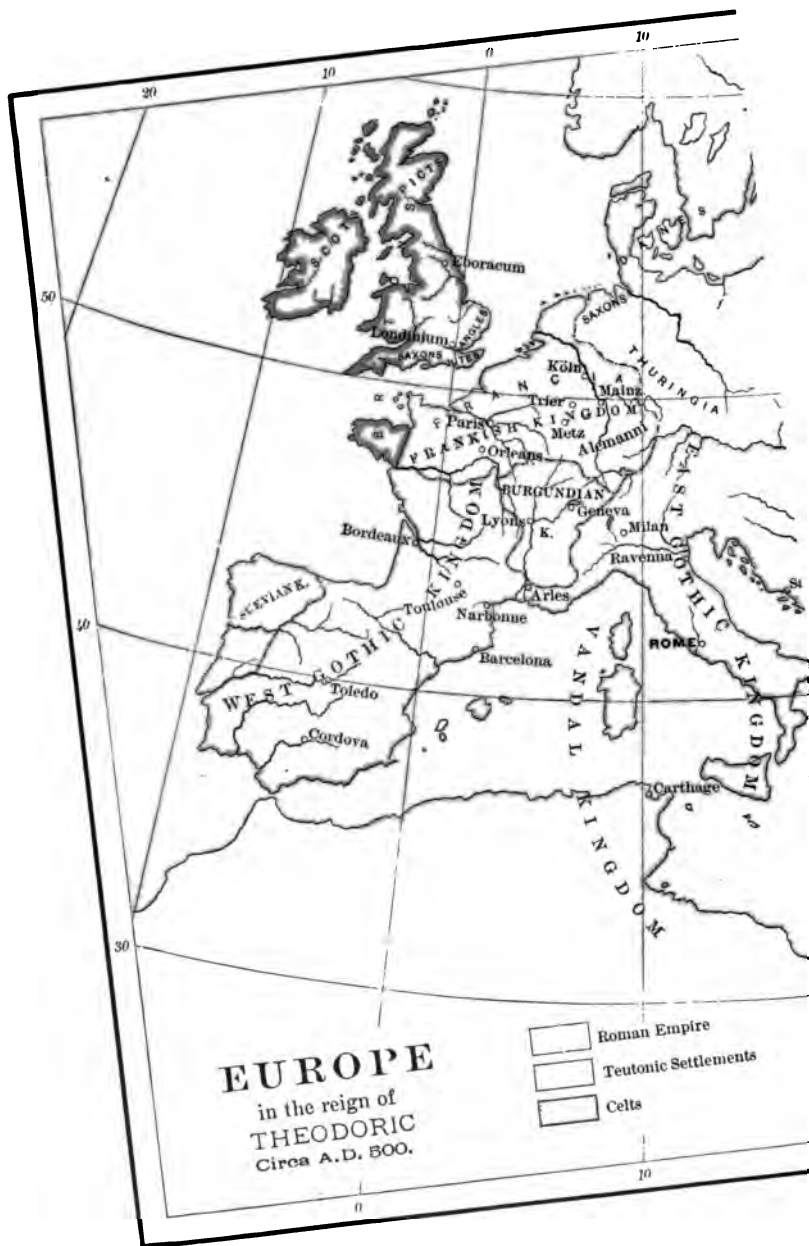 20
10
0
10
50
40
30
SCOTS
PICTS
Eboracum
Londinium
ANGLES
SAXONS
JUTES
DANES
SAXONS
THURINGIA
Köln
Mainz
Trier
Paris
Metz
FRANKISH KINGDOM
Alemanni
Orleans
BURGUNDIAN
K.
Geneva
Lyons
Milan
Bordeaux
Ravenna
Toulouse
Arles
Narbonne
Barcelona
ROME
WEST GOTHIC KINGDOM
EAST GOTHIC KINGDOM
VANDAL KINGDOM
Toledo
Cordova
Carthage
EUROPE
in the reign of
THEODORIC
Circa A.D. 500.
Roman Empire
Teutonic Settlements
Celts
0
10